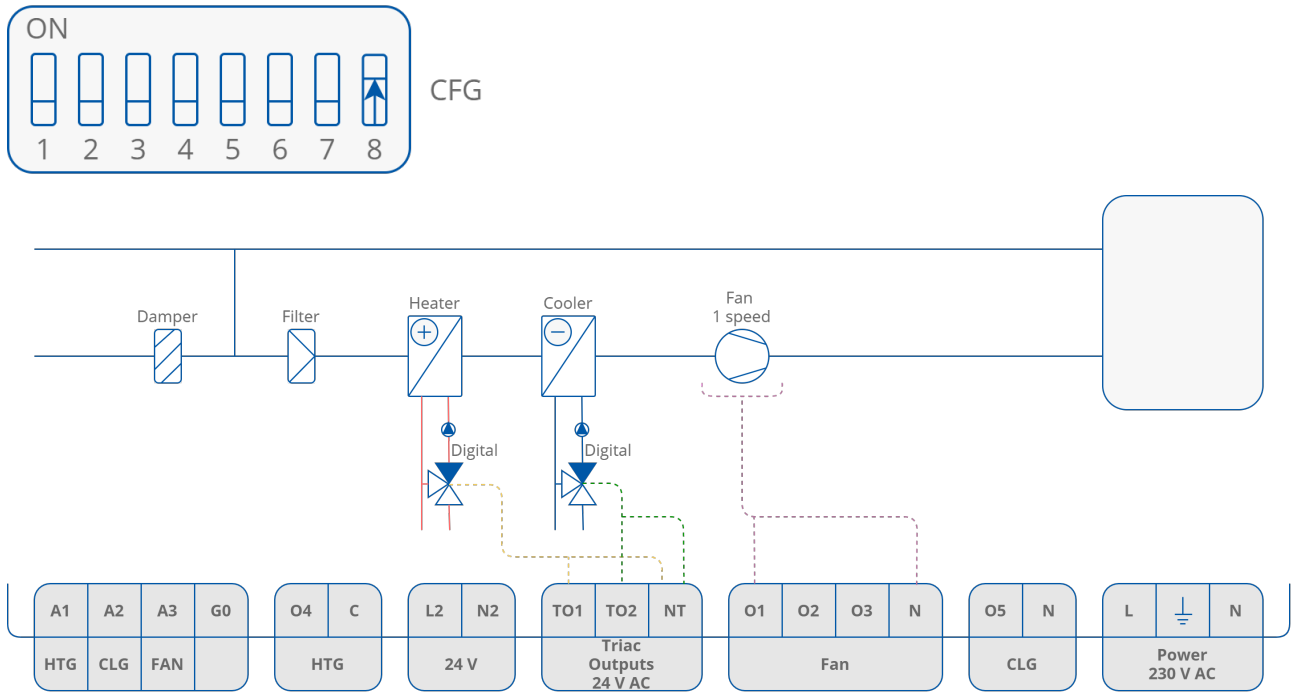 ON
CFG
1 2 3 4 5 6 7 8
Fan
1 speed
Heater
Cooler
Damper
Filter
Digital
Digital
A1 A2 A3 G0
O4 C
L2 N2
TO1 TO2 NT
O1 O2 O3 N
O5 N
L N
HTG CLG FAN
HTG
24 V
Triac
Outputs
24 V AC
Fan
CLG
Power
230 V AC